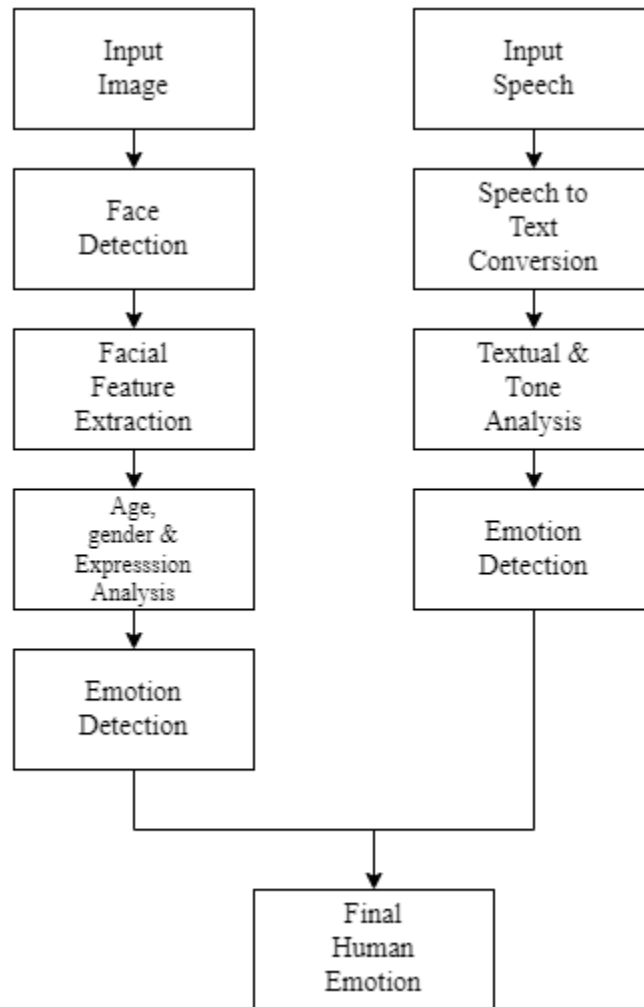 Input
Image
Face
Detection
Facial
Feature
Extraction
Age,
gender &
Expresssion
Analysis
Emotion
Detection
Input
Speech
Speech to
Text
Conversion
Textual &
Tone
Analysis
Emotion
Detection
Final
Human
Emotion